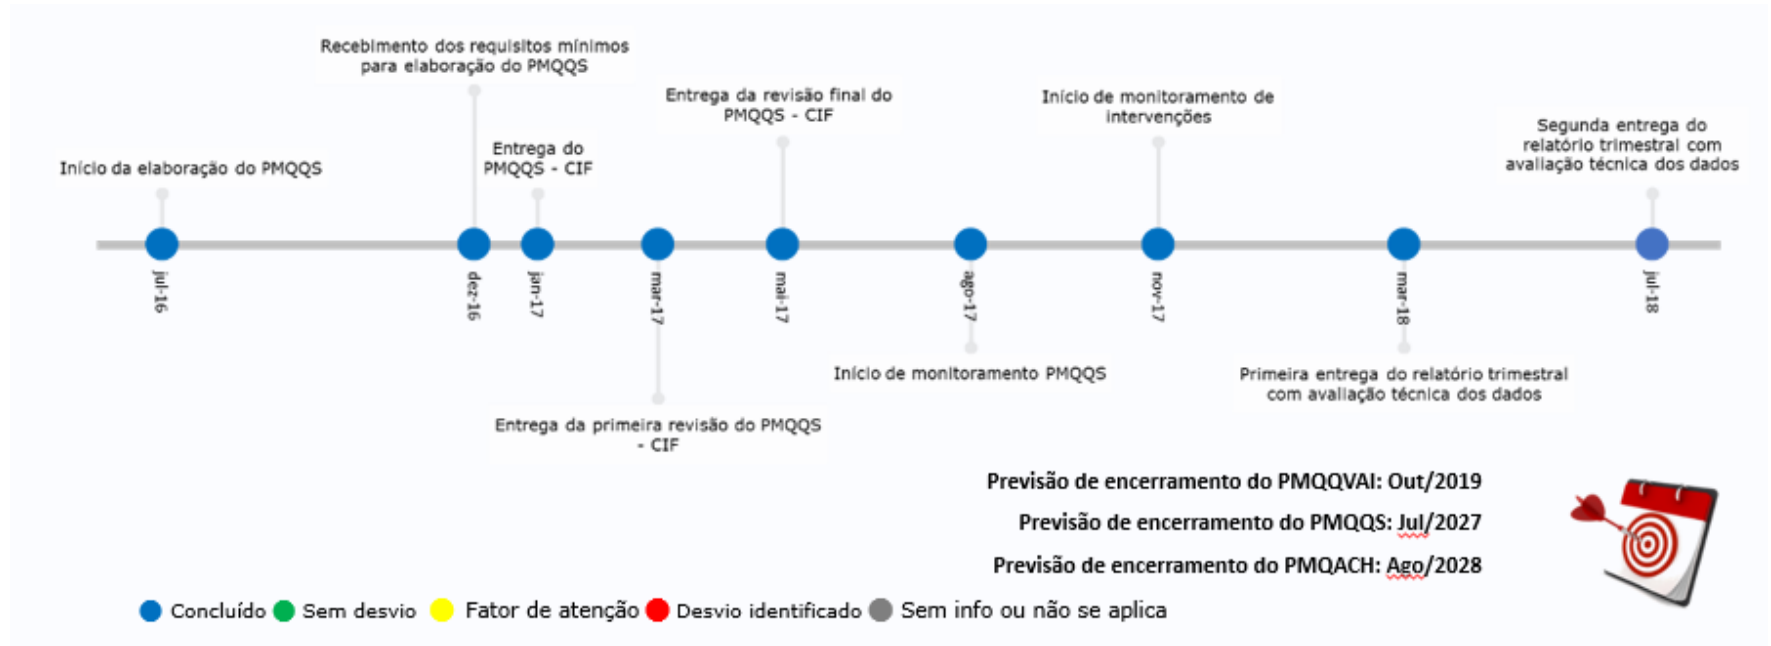 Recebimento dos requisitos mínimos
para elaboração do PMQQS
Entrega da revisão final do
PMQQS - CIF
Início de monitoramento de
intervenções
Segunda entrega do
relatório trimestral com
avaliação técnica dos dados
Entrega do
PMQQS - CIF
Início da elaboração do PMQQS
jul-16
dez-16
jan-17
mar-17
mai-17
ago-17
nov-17
mar-18
jul-18
Início de monitoramento PMQQS
Primeira entrega do relatório trimestral
com avaliação técnica dos dados
Entrega da primeira revisão do PMQQS
- CIF
Previsão de encerramento do PMQQVAI: Out/2019
Previsão de encerramento do PMQQS: Jul/2027
Previsão de encerramento do PMQACH: Ago/2028
Concluído Sem desvio Fator de atenção Desvio identificado Sem info ou não se aplica